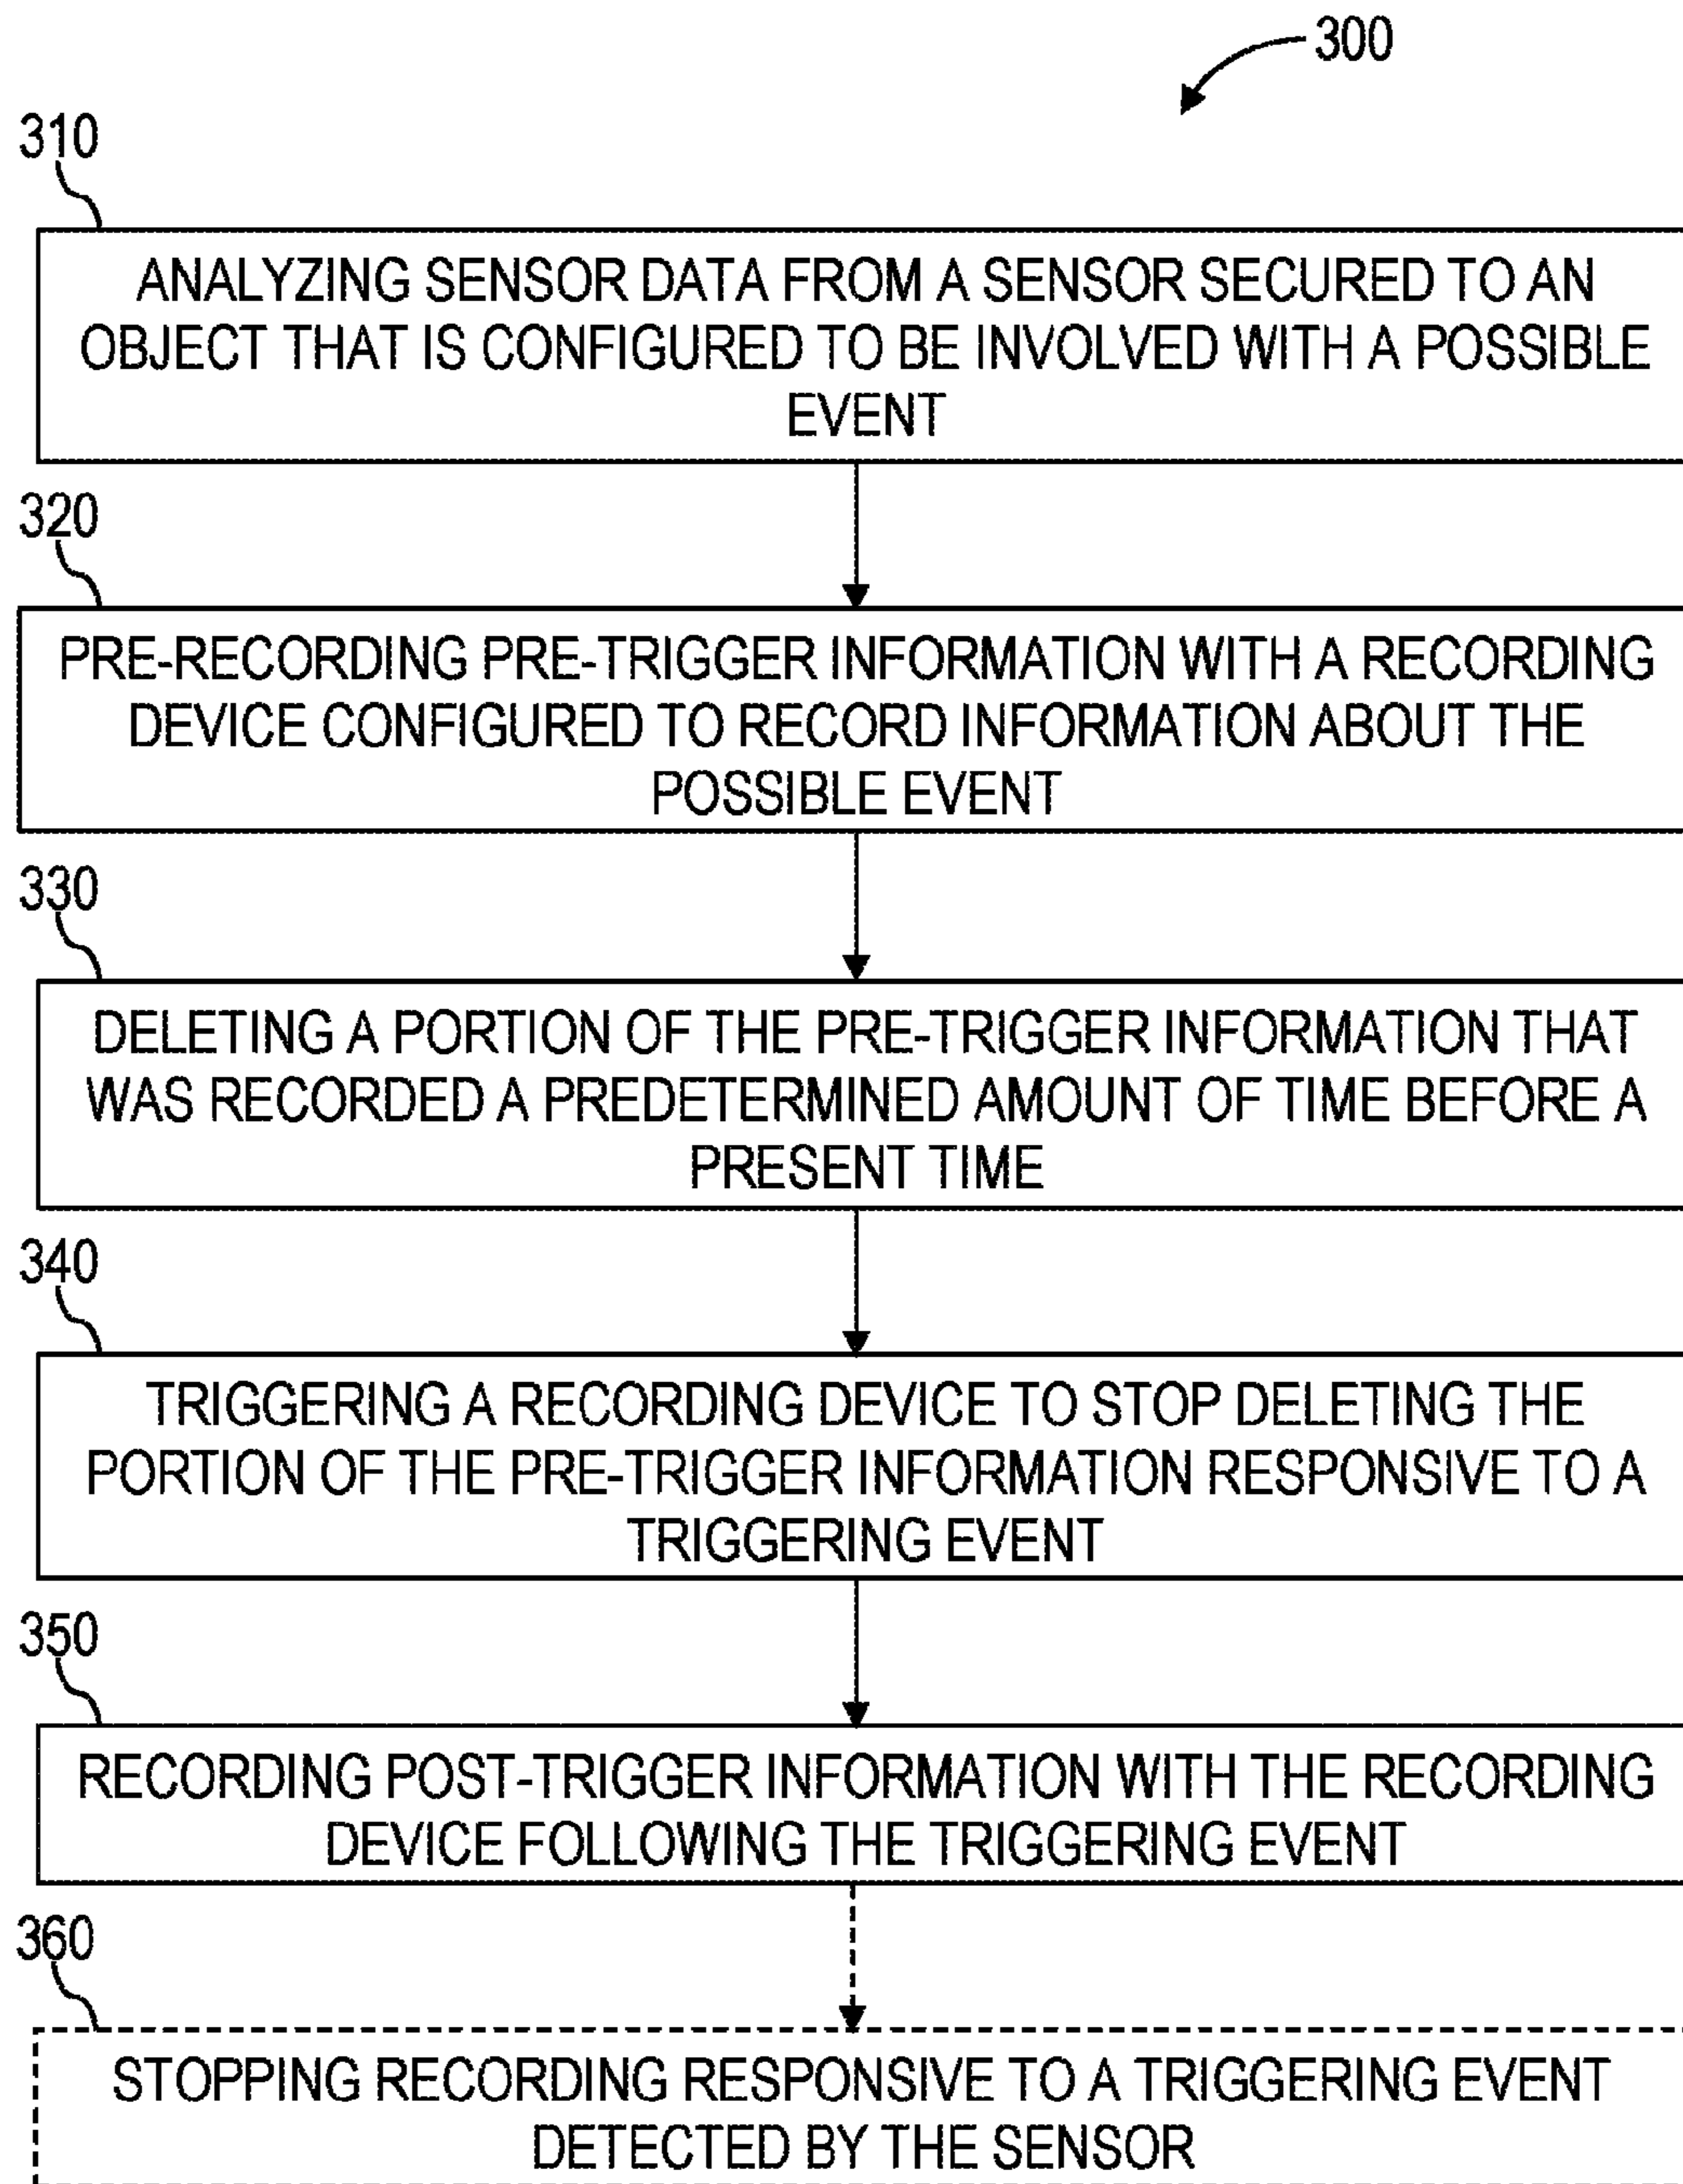 300
310
ANALYZING SENSOR DATA FROM A SENSOR SECURED TO AN
OBJECT THAT IS CONFIGURED TO BE INVOLVED WITH A POSSIBLE
EVENT
320
PRE-RECORDING PRE-TRIGGER INFORMATION WITH A RECORDING
DEVICE CONFIGURED TO RECORD INFORMATION ABOUT THE
POSSIBLE EVENT
330
DELETING A PORTION OF THE PRE-TRIGGER INFORMATION THAT
WAS RECORDED A PREDETERMINED AMOUNT OF TIME BEFORE A
PRESENT TIME
340
TRIGGERING A RECORDING DEVICE TO STOP DELETING THE
PORTION OF THE PRE-TRIGGER INFORMATION RESPONSIVE TO A
TRIGGERING EVENT
350
RECORDING POST-TRIGGER INFORMATION WITH THE RECORDING
DEVICE FOLLOWING THE TRIGGERING EVENT
360
STOPPING RECORDING RESPONSIVE TO A TRIGGERING EVENT
DETECTED BY THE SENSOR